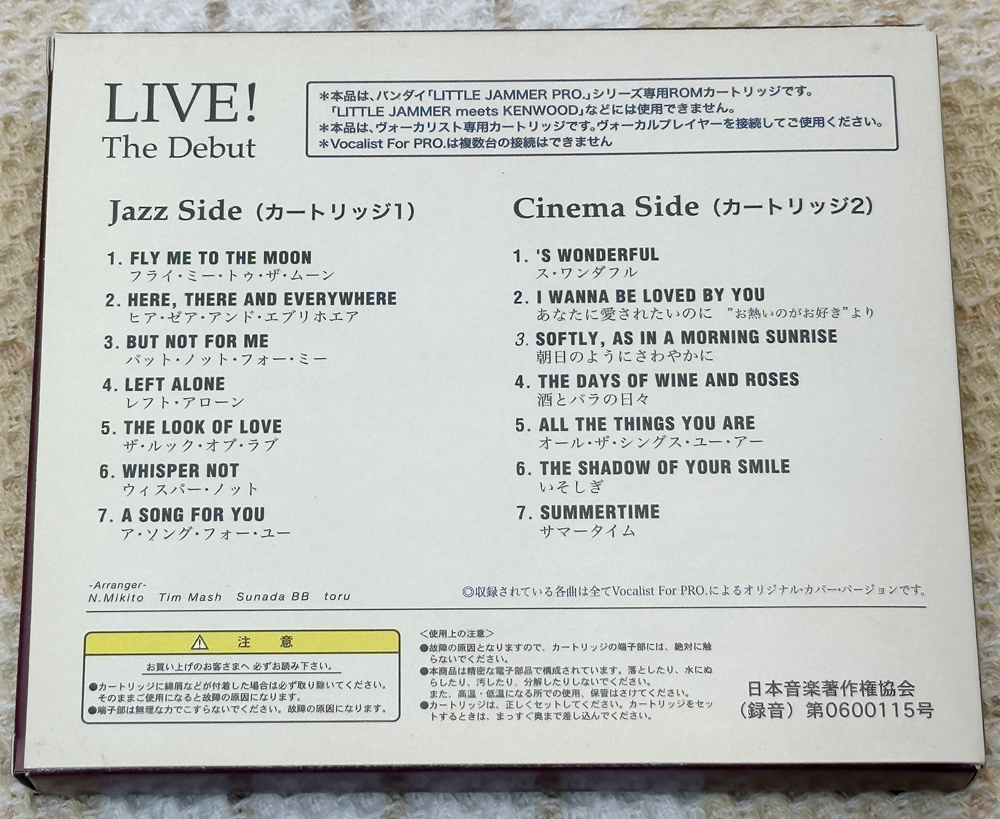 LIVE!
The Debut
＊本品は、バンダイ「LITTLE JAMMER PRO.」シリーズ専用ROMカートリッジです。
「LITTLE JAMMER meets KENWOOD」などには使用できません。
＊本品は、ヴォーカリスト専用カートリッジです。ヴォーカルプレイヤーを接続してご使用ください。
＊Vocalist For PRO.は複数台の接続はできません
Jazz Side（カートリッジ1）
1. FLY ME TO THE MOON
フライ・ミー・トゥ・ザ・ムーン
2. HERE, THERE AND EVERYWHERE
ヒア・ゼア・アンド・エブリホエア
3. BUT NOT FOR ME
バット・ノット・フォー・ミー
4. LEFT ALONE
レフト・アローン
5. THE LOOK OF LOVE
ザ・ルック・オブ・ラブ
6. WHISPER NOT
ウィスパー・ノット
7. A SONG FOR YOU
ア・ソング・フォー・ユー
Cinema Side（カートリッジ2）
1. 'S WONDERFUL
ス・ワンダフル
2. I WANNA BE LOVED BY YOU
あなたに愛されたいのに ”お熱いのがお好き”より
3. SOFTLY, AS IN A MORNING SUNRISE
朝日のようにさわやかに
4. THE DAYS OF WINE AND ROSES
酒とバラの日々
5. ALL THE THINGS YOU ARE
オール・ザ・シングス・ユー・アー
6. THE SHADOW OF YOUR SMILE
いそしぎ
7. SUMMERTIME
サマータイム
-Arranger-
N.Mikito Tim Mash Sunada BB toru
◎収録されている各曲は全てVocalist For PRO.によるオリジナル・カバー・バージョンです。
⚠ 注 意
お買い上げのお客さまへ 必ずお読み下さい。
●カートリッジに綿屑などが付着した場合は必ず取り除いてください。
そのままご使用になると故障の原因になります。
●端子部は無理な力でこすらないでください。故障の原因になります。
＜使用上の注意＞
●故障の原因となりますので、カートリッジの端子部には、絶対に触
らないでください。
●本商品は精密な電子部品で構成されています。落としたり、水にぬ
らしたり、汚したり、分解したりしないでください。
また、高温・低温になる所での使用、保管はさけてください。
●カートリッジは、正しくセットしてください。カートリッジをセッ
トするときは、まっすぐ奥まで差し込んでください。
日本音楽著作権協会
（録音）第0600115号